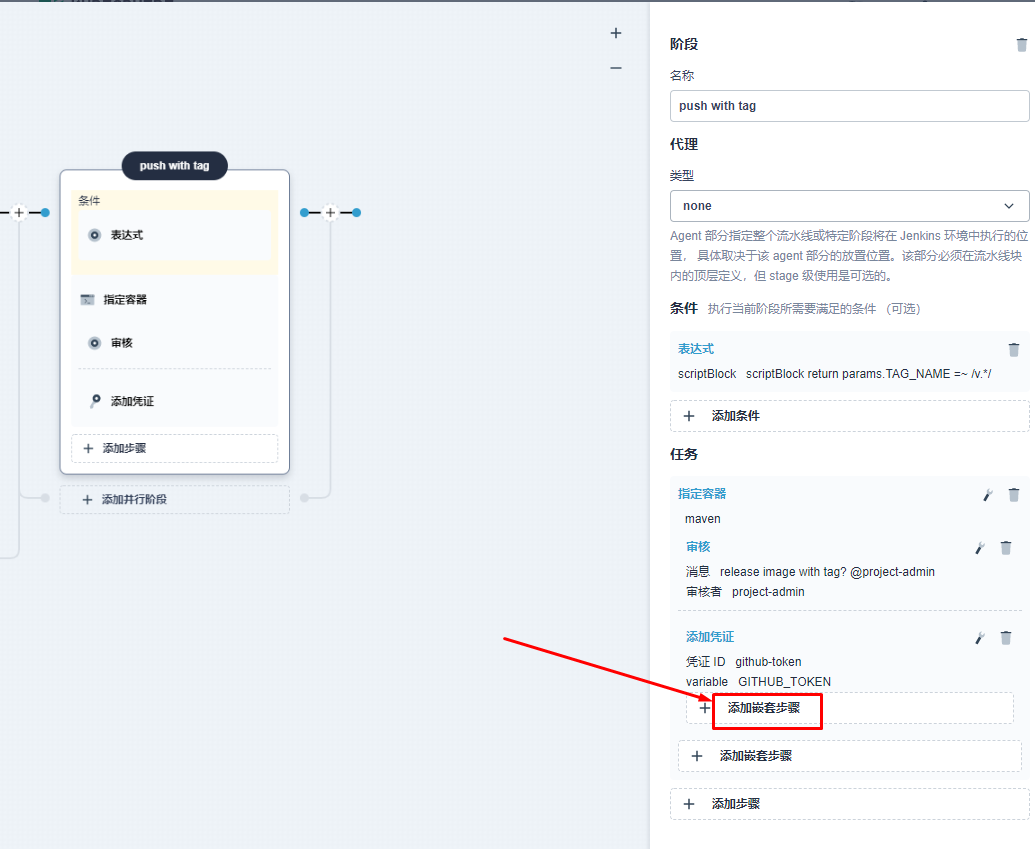 push with tag
条件
表达式
指定容器
审核
添加凭证
添加步骤
添加并行阶段
阶段
名称
push with tag
代理
类型
none
Agent 部分指定整个流水线或特定阶段将在 Jenkins 环境中执行的位
置， 具体取决于该 agent 部分的放置位置。该部分必须在流水线块
内的顶层定义，但 stage 级使用是可选的。
条件 执行当前阶段所需要满足的条件 （可选）
表达式
scriptBlock scriptBlock return params.TAG_NAME =~ /v.*/
添加条件
任务
指定容器
maven
审核
消息 release image with tag? @project-admin
审核者 project-admin
添加凭证
凭证 ID github-token
variable GITHUB_TOKEN
添加嵌套步骤
添加嵌套步骤
添加步骤